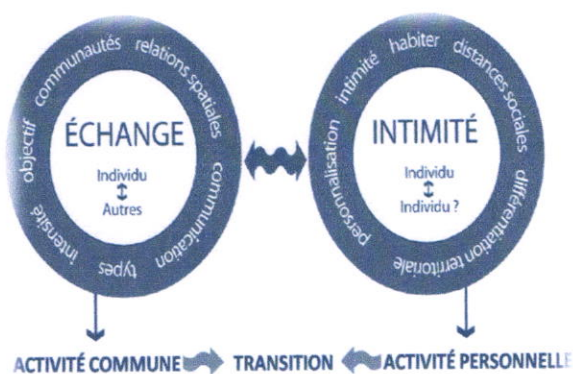 objectif communautés relations spatiales communication types intensité
ÉCHANGE
Individu
Autres
personnalisation intimité habiter distances sociales différentiation territoriale
INTIMITÉ
Individu
Individu ?
ACTIVITÉ COMMUNE TRANSITION ACTIVITÉ PERSONNELLE